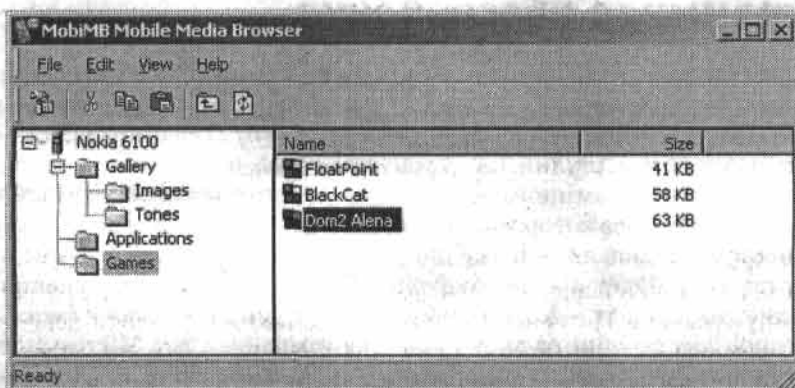 MobiMB Mobile Media Browser
File Edit View Help
Nokia 6100
Gallery
Images
Tones
Applications
Games
Name Size
FloatPoint 41 KB
BlackCat 58 KB
Dom2 Alena 63 KB
Ready